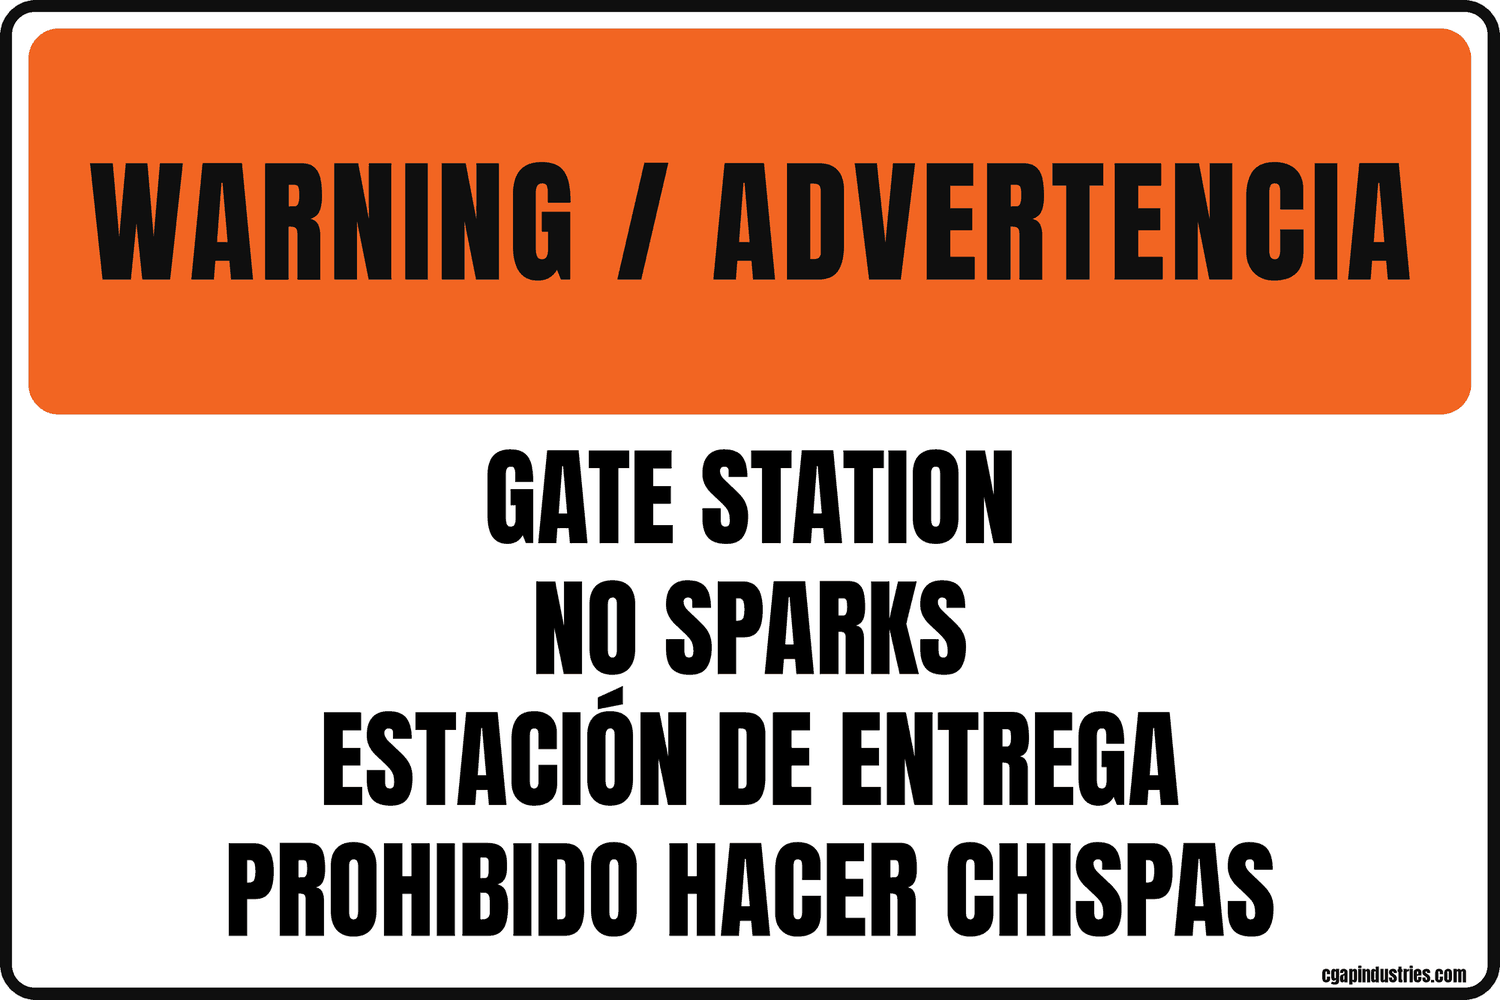 WARNING / ADVERTENCIA
GATE STATION
NO SPARKS
ESTACIÓN DE ENTREGA
PROHIBIDO HACER CHISPAS
cgapindustries.com